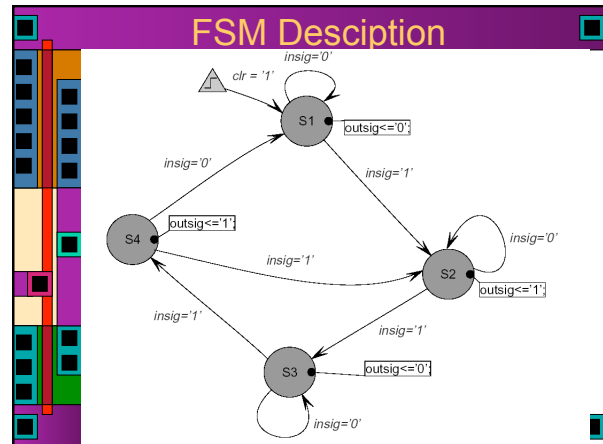 FSM Desciption
insig='0'
clr = '1'
S1
outsig<='0';
insig='0'
insig='1'
S4
outsig<='1';
insig='0'
insig='1'
S2
outsig<='1';
insig='1'
insig='1'
S3
outsig<='0';
insig='0'